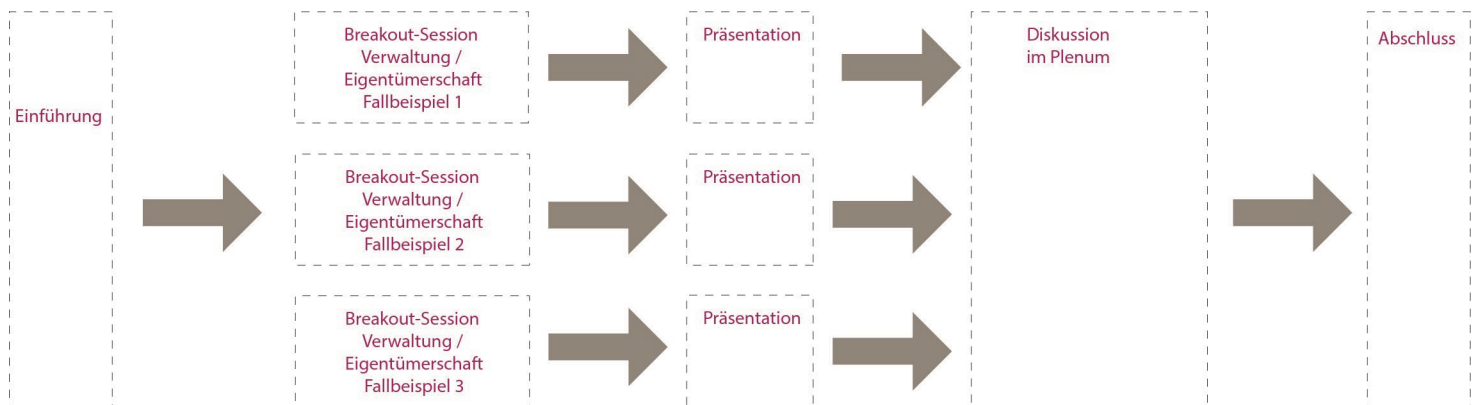 Einführung
Breakout-Session
Verwaltung /
Eigentümerschaft
Fallbeispiel 1
Präsentation
Breakout-Session
Verwaltung /
Eigentümerschaft
Fallbeispiel 2
Präsentation
Breakout-Session
Verwaltung /
Eigentümerschaft
Fallbeispiel 3
Präsentation
Diskussion
im Plenum
Abschluss